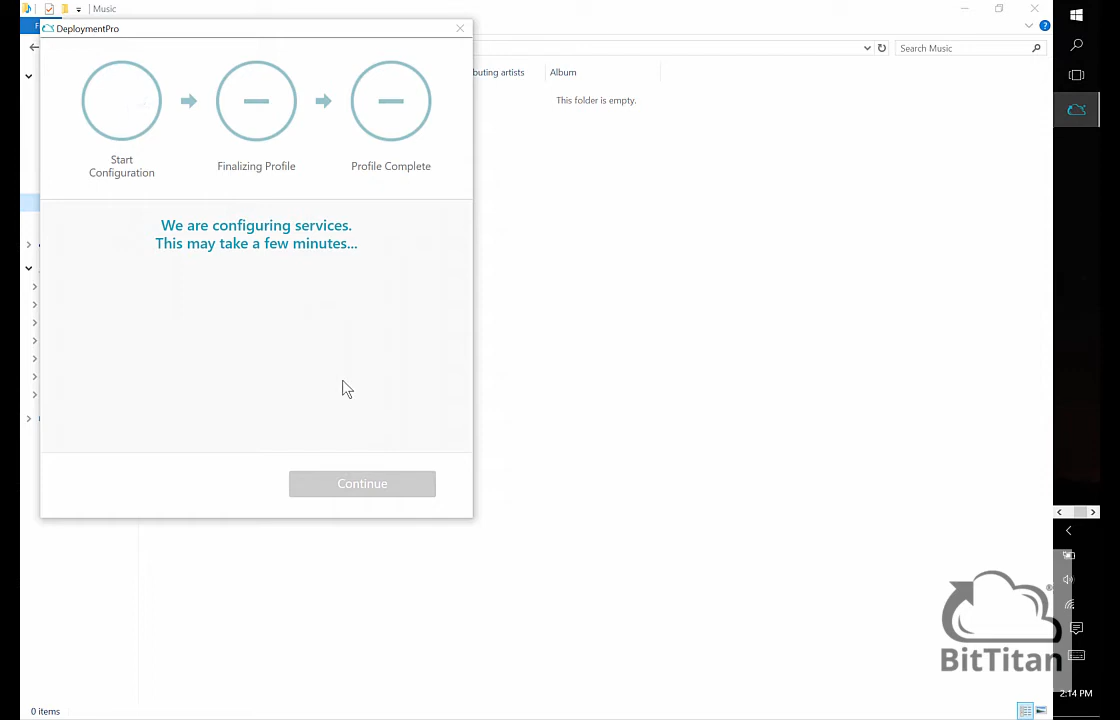 Music
DeploymentPro
Search Music
buting artists
Album
This folder is empty.
Start
Configuration
Finalizing Profile
Profile Complete
We are configuring services.
This may take a few minutes...
Continue
BitTitan
®
2:14 PM
0 items